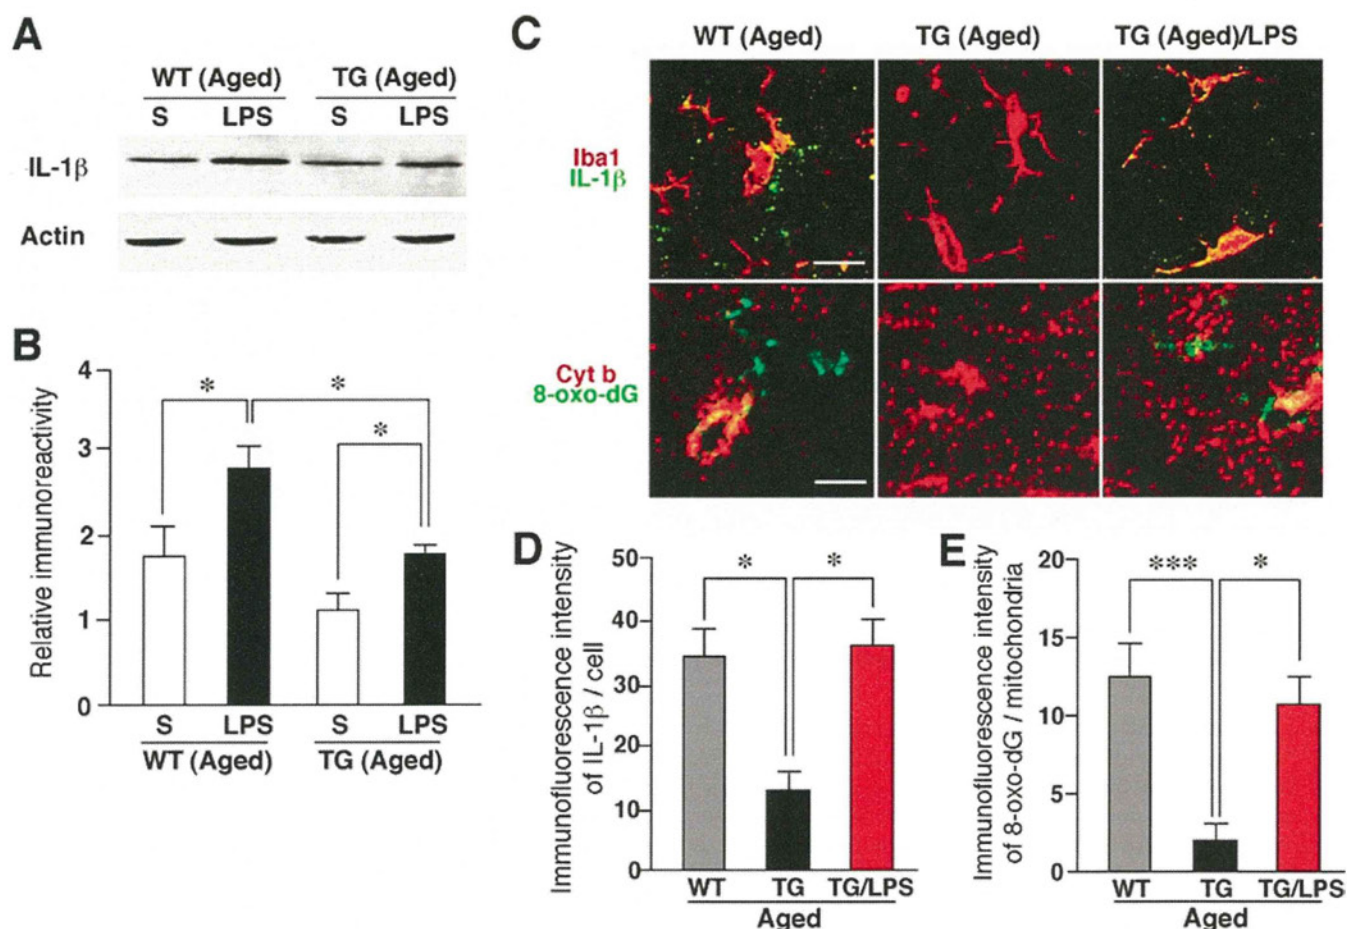 A
WT (Aged) TG (Aged)
S LPS S LPS
IL-1β
Actin
B
Relative immunoreactivity
4
3
2
1
0
* * *
S LPS S LPS
WT (Aged) TG (Aged)
C
WT (Aged) TG (Aged) TG (Aged)/LPS
Iba1
IL-1β
Cyt b
8-oxo-dG
D
Immunofluorescence intensity
of IL-1β / cell
50
40
30
20
10
0
* *
WT TG TG/LPS
Aged
E
Immunofluorescence intensity
of 8-oxo-dG / mitochondria
20
15
10
5
0
*** *
WT TG TG/LPS
Aged